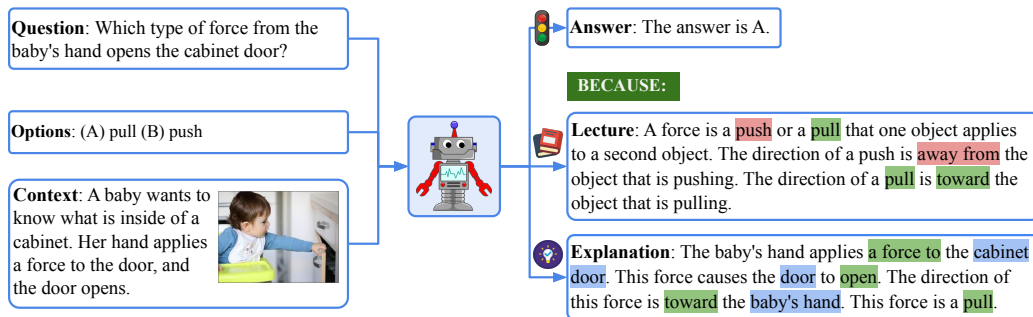 Question: Which type of force from the
baby's hand opens the cabinet door?
Options: (A) pull (B) push
Context: A baby wants to
know what is inside of a
cabinet. Her hand applies
a force to the door, and
the door opens.
Answer: The answer is A.
BECAUSE:
Lecture: A force is a push or a pull that one object applies
to a second object. The direction of a push is away from the
object that is pushing. The direction of a pull is toward the
object that is pulling.
Explanation: The baby's hand applies a force to the cabinet
door. This force causes the door to open. The direction of
this force is toward the baby's hand. This force is a pull.